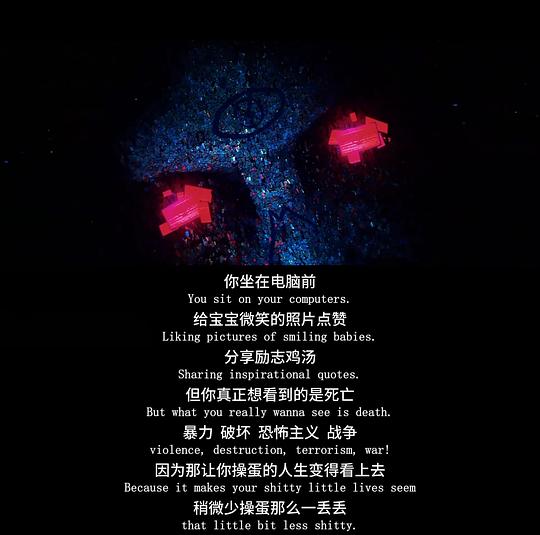 你坐在电脑前
You sit on your computers.
给宝宝微笑的照片点赞
Liking pictures of smiling babies.
分享励志鸡汤
Sharing inspirational quotes.
但你真正想看到的是死亡
But what you really wanna see is death.
暴力 破坏 恐怖主义 战争
violence, destruction, terrorism, war!
因为那让你操蛋的人生变得看上去
Because it makes your shitty little lives seem
稍微少操蛋那么一丢丢
that little bit less shitty.